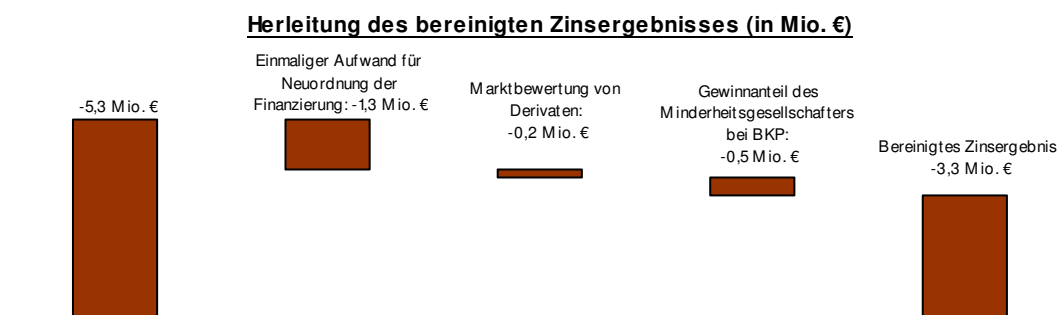 Herleitung des bereinigten Zinsergebnisses (in Mio. €)
-5,3 Mio. €
Einmaliger Aufwand für
Neuordnung der
Finanzierung: -1,3 Mio. €
Marktbewertung von
Derivaten:
-0,2 Mio. €
Gewinnanteil des
Minderheitsgesellschafters
bei BKP:
-0,5 Mio. €
Bereinigtes Zinsergebnis
-3,3 Mio. €